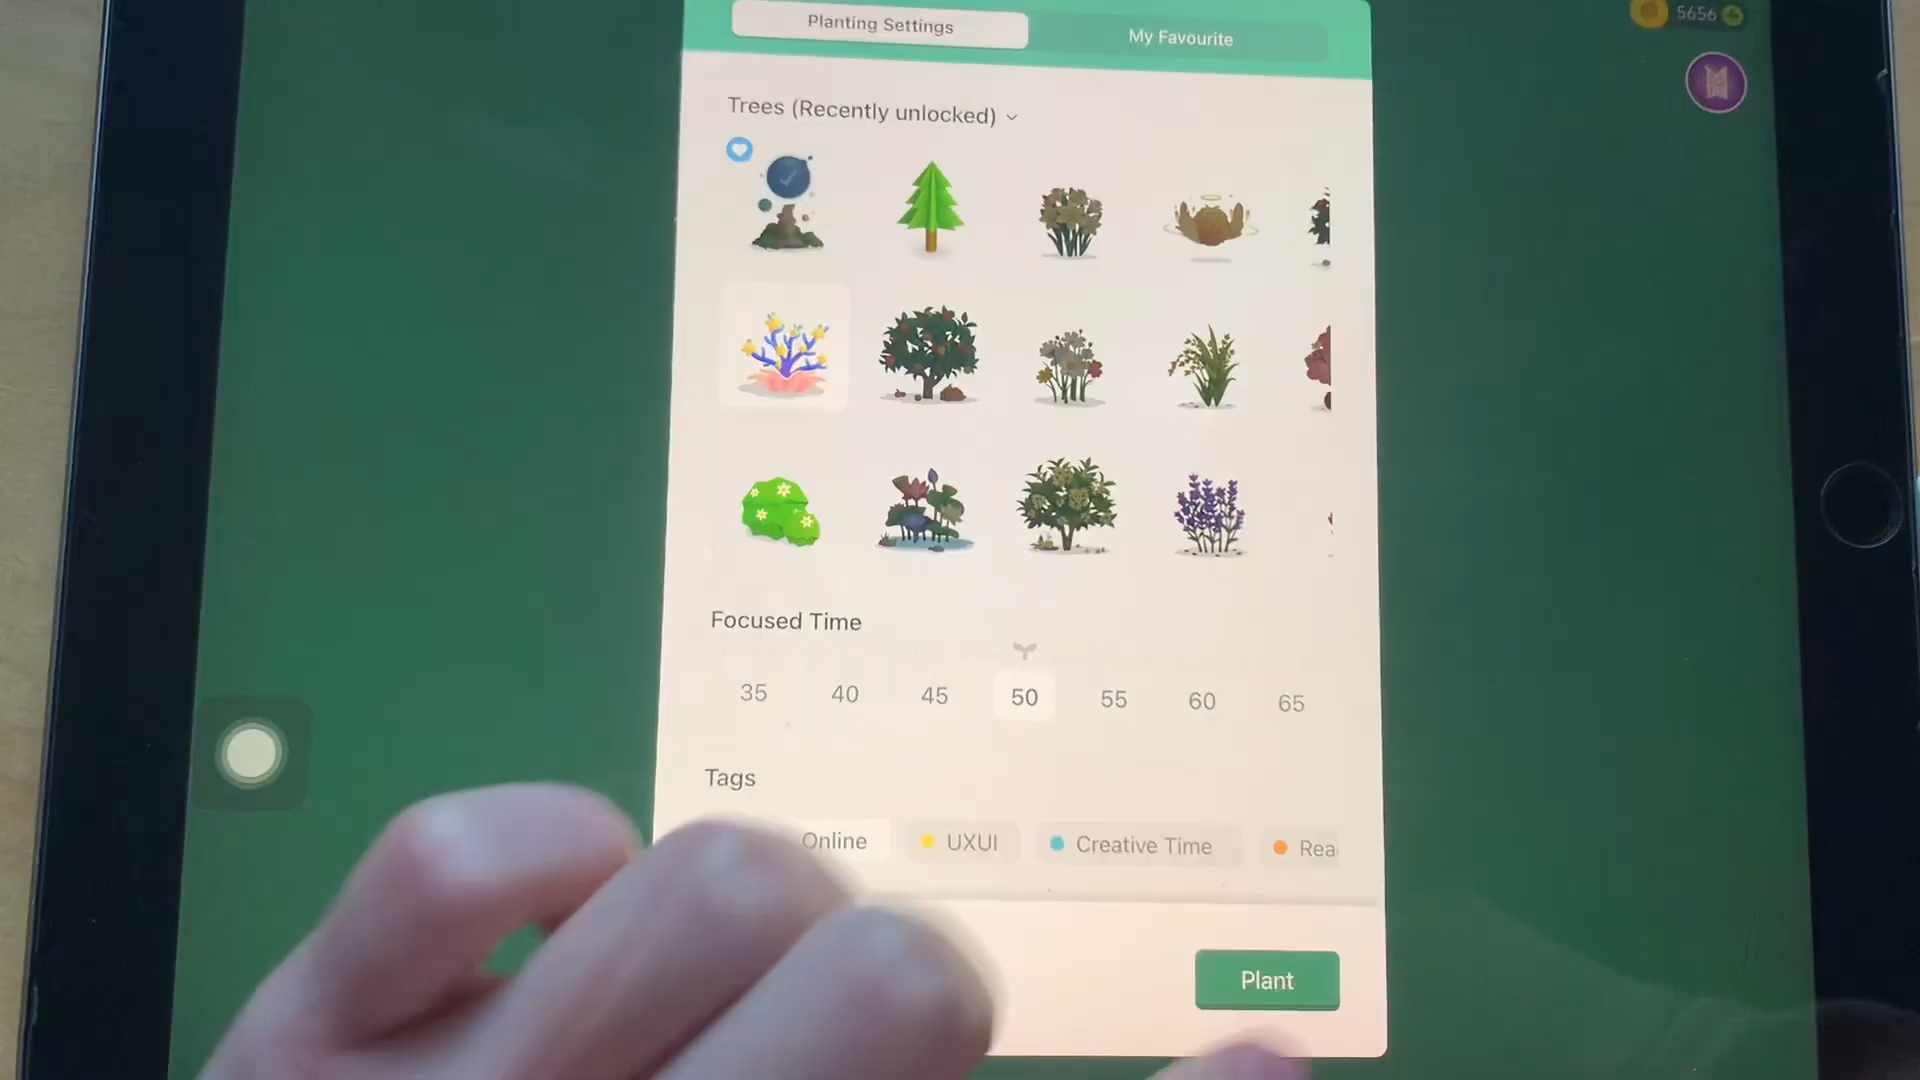 Planting Settings
My Favourite
5656
Trees (Recently unlocked)
Focused Time
35 40 45 50 55 60 65
Tags
Online UXUI Creative Time Rea
Plant